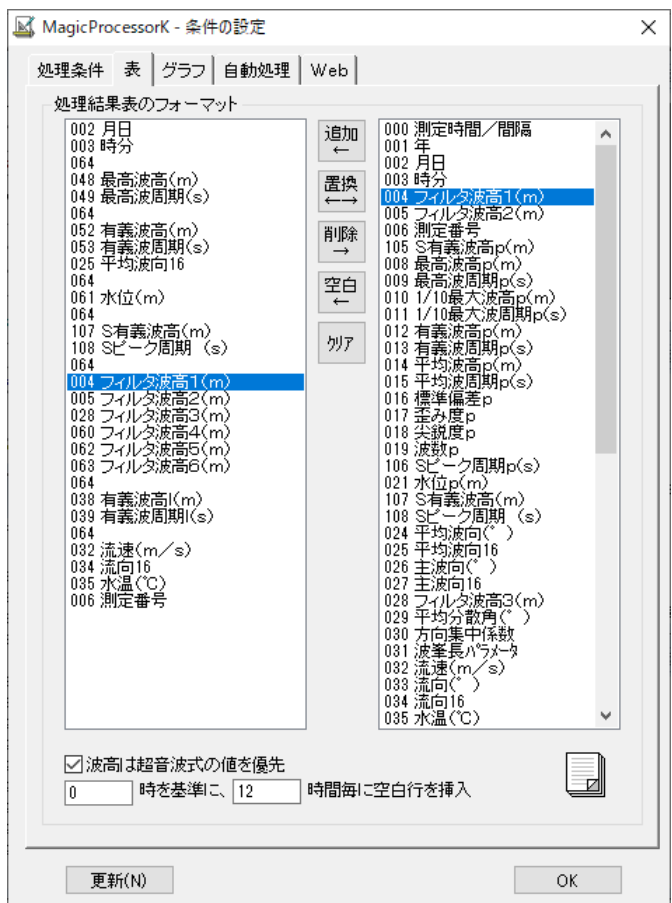 MagicProcessorK - 条件の設定
処理条件 表 グラフ 自動処理 Web
処理結果表のフォーマット
002 月日
003 時分
064
048 最高波高(m)
049 最高波周期(s)
064
052 有義波高(m)
053 有義波周期(s)
025 平均波向16
064
061 水位(m)
064
107 S有義波高(m)
108 Sピーク周期 (s)
064
004 フィルタ波高1(m)
005 フィルタ波高2(m)
028 フィルタ波高3(m)
060 フィルタ波高4(m)
062 フィルタ波高5(m)
063 フィルタ波高6(m)
064
038 有義波高I(m)
039 有義波周期I(s)
064
032 流速(m/s)
034 流向16
035 水温(℃)
006 測定番号
追加
←
置換
←→
削除
→
空白
←
クリア
000 測定時間/間隔
001 年
002 月日
003 時分
004 フィルタ波高1(m)
005 フィルタ波高2(m)
006 測定番号
105 S有義波高p(m)
008 最高波高p(m)
009 最高波周期p(s)
010 1/10最大波高p(m)
011 1/10最大波周期p(s)
012 有義波高p(m)
013 有義波周期p(s)
014 平均波高p(m)
015 平均波周期p(s)
016 標準偏差p
017 歪み度p
018 尖鋭度p
019 波数p
106 Sピーク周期p(s)
021 水位p(m)
107 S有義波高(m)
108 Sピーク周期 (s)
024 平均波向(゜)
025 平均波向16
026 主波向(゜)
027 主波向16
028 フィルタ波高3(m)
029 平均分散角(゜)
030 方向集中係数
031 波峯長パラメータ
032 流速(m/s)
033 流向(゜)
034 流向16
035 水温(℃)
波高は超音波式の値を優先
0 時を基準に、 12 時間毎に空白行を挿入
更新(N) OK